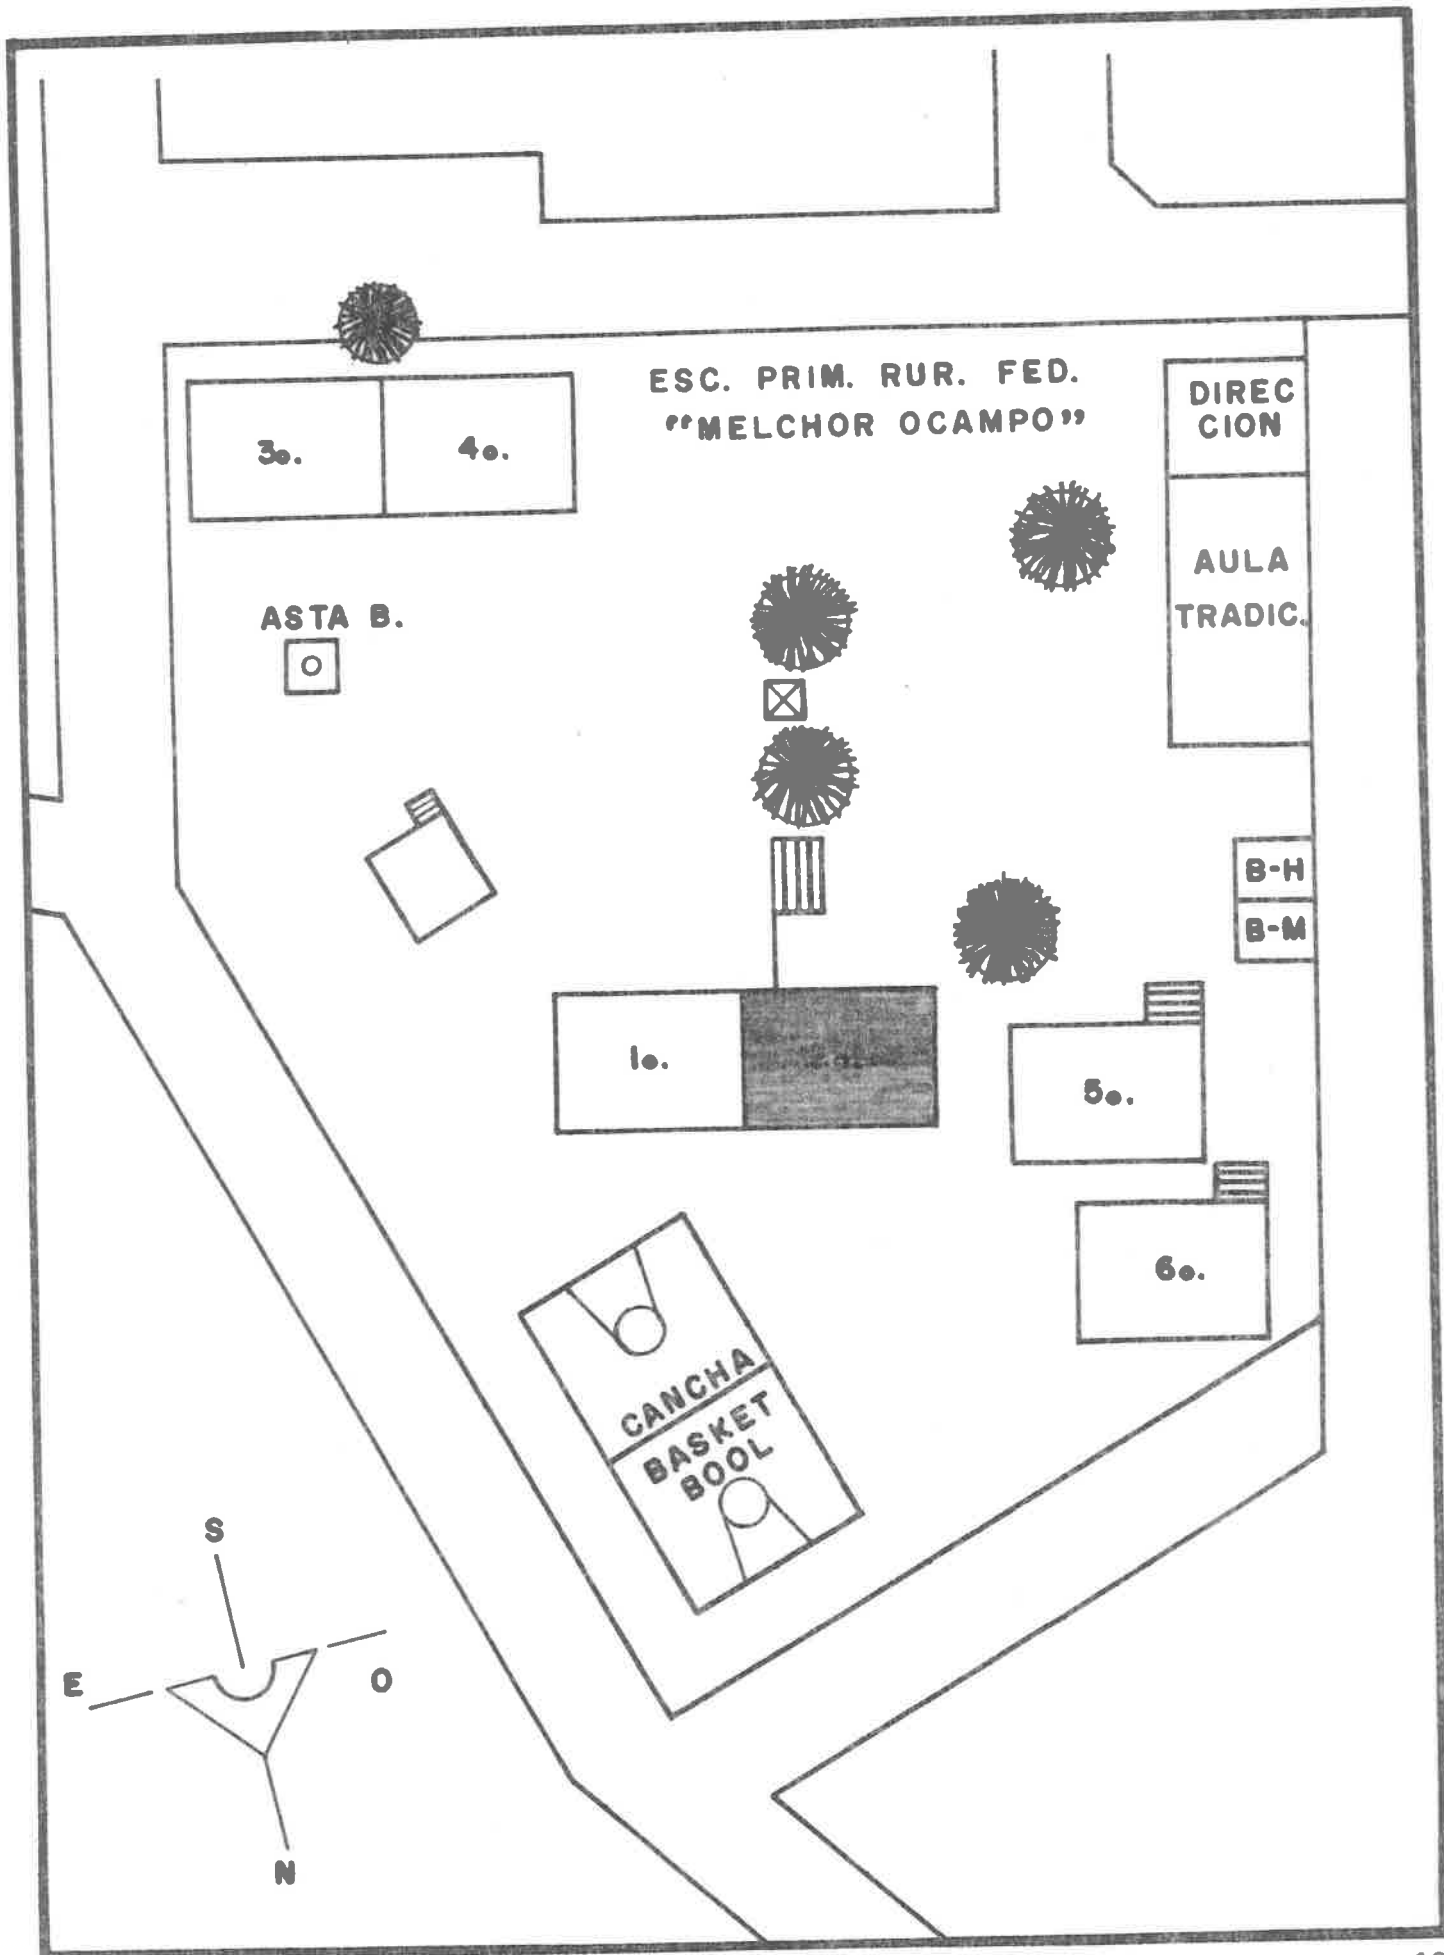 ESC. PRIM. RUR. FED.
"MELCHOR OCAMPO"
DIREC
CION
3o.
4o.
AULA
TRADIC.
ASTA B.
B-H
B-M
1o.
5o.
6o.
CANCHA
BASKET
BOOL
S
E
O
N